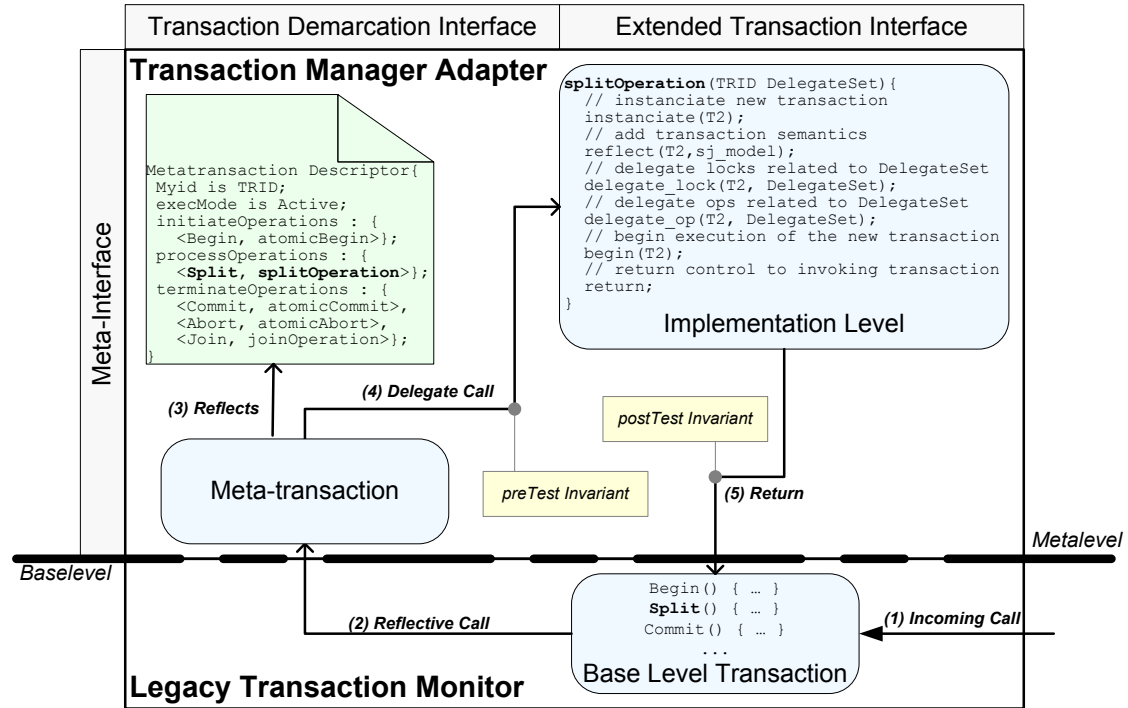 Transaction Demarcation Interface
Extended Transaction Interface
Meta-Interface
Transaction Manager Adapter
Metatransaction Descriptor{
Myid is TRID;
execMode is Active;
initiateOperations : {
<Begin, atomicBegin>};
processOperations : {
<Split, splitOperation>};
terminateOperations : {
<Commit, atomicCommit>,
<Abort, atomicAbort>,
<Join, joinOperation>};
}
splitOperation(TRID DelegateSet){
// instanciate new transaction
instanciate(T2);
// add transaction semantics
reflect(T2,sj_model);
// delegate locks related to DelegateSet
delegate_lock(T2, DelegateSet);
// delegate ops related to DelegateSet
delegate_op(T2, DelegateSet);
// begin execution of the new transaction
begin(T2);
// return control to invoking transaction
return;
}
Implementation Level
(3) Reflects
(4) Delegate Call
postTest Invariant
Meta-transaction
preTest Invariant
(5) Return
Metalevel
Baselevel
Begin() { … }
Split() { … }
Commit() { … }
...
Base Level Transaction
(2) Reflective Call
(1) Incoming Call
Legacy Transaction Monitor